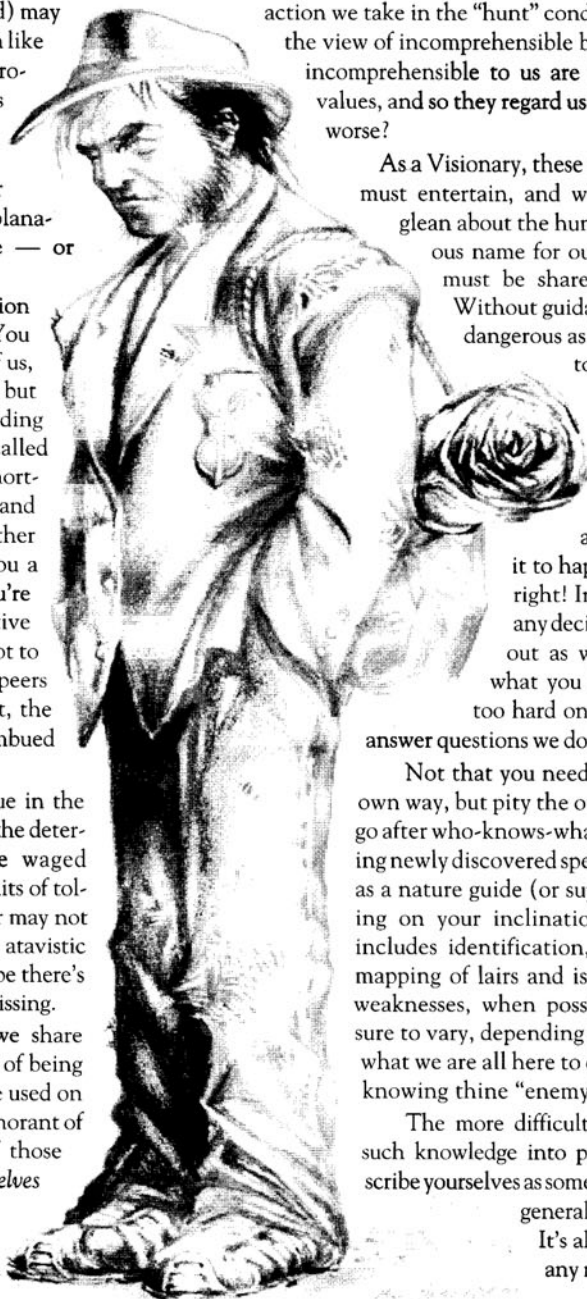 d) may
like
ro-
s
r
plana-
e — or
tion
You
f us,
but
ding
alled
ort-
and
ther
ou a
u're
tive
ot to
peers
t, the
nbued
ue in the
the deter-
e waged
its of tol-
r may not
atavistic
be there's
issing.
we share
of being
e used on
norant of
those
elves
action we take in the “hunt” cond
the view of incomprehensible b
incomprehensible to us are
values, and so they regard us
worse?
As a Visionary, these
must entertain, and w
glean about the hun
ous name for ou
must be share
Without guida
dangerous as
to
a
it to hap
right! In
any deci
out as w
what you
too hard on
answer questions we do
Not that you need
own way, but pity the o
go after who-knows-wha
ing newly discovered spe
as a nature guide (or su
ing on your inclinatio
includes identification,
mapping of lairs and is
weaknesses, when poss
sure to vary, depending
what we are all here to
knowing thine “enemy
The more difficult
such knowledge into p
scribe yourselves as some
general
It's al
any